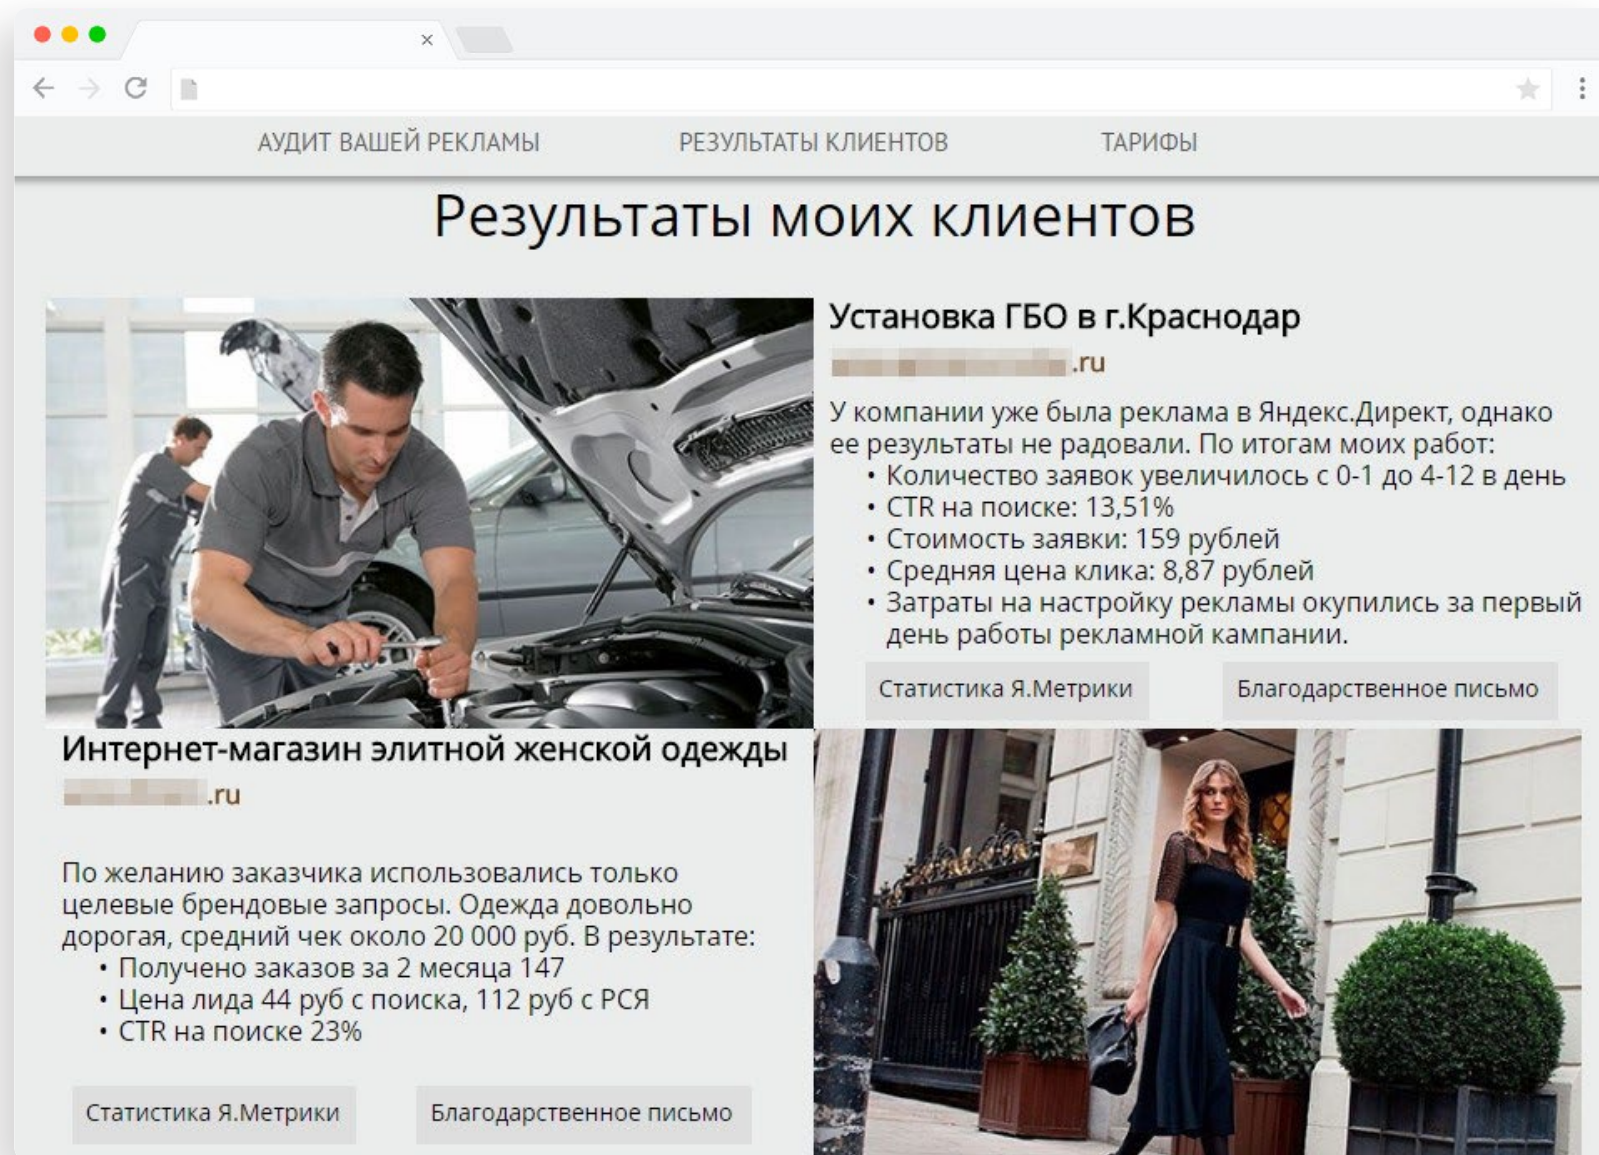 АУДИТ ВАШЕЙ РЕКЛАМЫ
РЕЗУЛЬТАТЫ КЛИЕНТОВ
ТАРИФЫ
Результаты моих клиентов
Установка ГБО в г.Краснодар
.ru
У компании уже была реклама в Яндекс.Директ, однако
ее результаты не радовали. По итогам моих работ:
• Количество заявок увеличилось с 0-1 до 4-12 в день
• CTR на поиске: 13,51%
• Стоимость заявки: 159 рублей
• Средняя цена клика: 8,87 рублей
• Затраты на настройку рекламы окупились за первый
день работы рекламной кампании.
Статистика Я.Метрики
Благодарственное письмо
Интернет-магазин элитной женской одежды
.ru
По желанию заказчика использовались только
целевые брендовые запросы. Одежда довольно
дорогая, средний чек около 20 000 руб. В результате:
• Получено заказов за 2 месяца 147
• Цена лида 44 руб с поиска, 112 руб с РСЯ
• CTR на поиске 23%
Статистика Я.Метрики
Благодарственное письмо